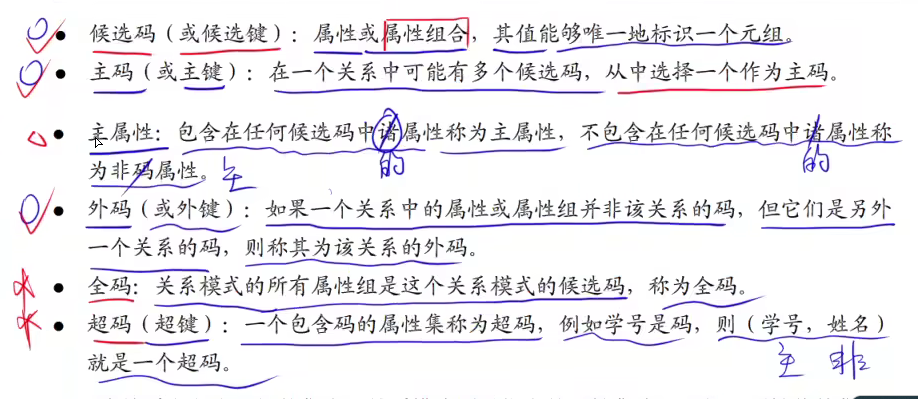 ● 候选码（或候选键）：属性或属性组合，其值能够唯一地标识一个元组。
● 主码（或主键）：在一个关系中可能有多个候选码，从中选择一个作为主码。
● 主属性：包含在任何候选码中诸属性称为主属性，不包含在任何候选码中诸属性称
的 的
为非码属性。 主
● 外码（或外键）：如果一个关系中的属性或属性组并非该关系的码，但它们是另外
一个关系的码，则称其为该关系的外码。
● 全码：关系模式的所有属性组是这个关系模式的候选码，称为全码。
● 超码（超键）：一个包含码的属性集称为超码，例如学号是码，则（学号，姓名）
就是一个超码。 主 非